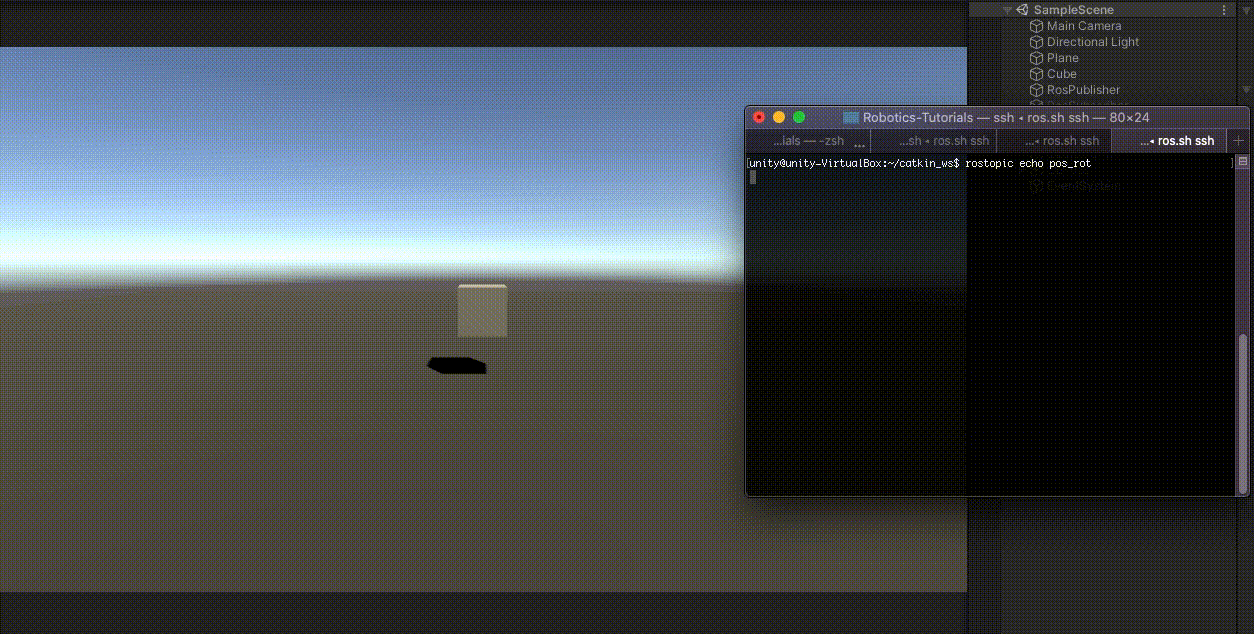 SampleScene
Main Camera
Directional Light
Plane
Cube
RosPublisher
Robotics-Tutorials — ssh ◂ ros.sh ssh — 80×24
...ials — -zsh ... ...sh ◂ ros.sh ssh ...◂ ros.sh ssh ...◂ ros.sh ssh +
[unity@unity-VirtualBox:~/catkin_ws$ rostopic echo pos_rot ]
EventSystem